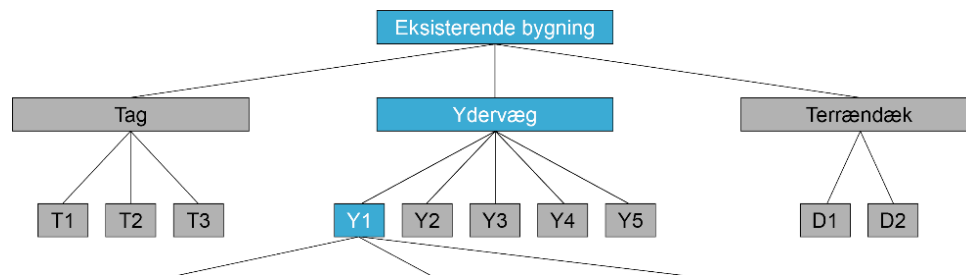 Eksisterende bygning
Tag
Ydervæg
Terrændæk
T1
T2
T3
Y1
Y2
Y3
Y4
Y5
D1
D2